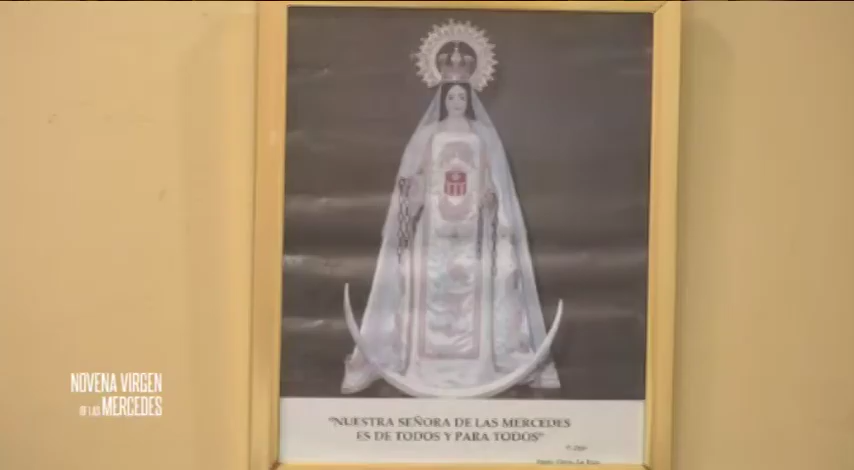 NOVENA VIRGEN
DE LAS MERCEDES
"NUESTRA SEÑORA DE LAS MERCEDES
ES DE TODOS Y PARA TODOS"